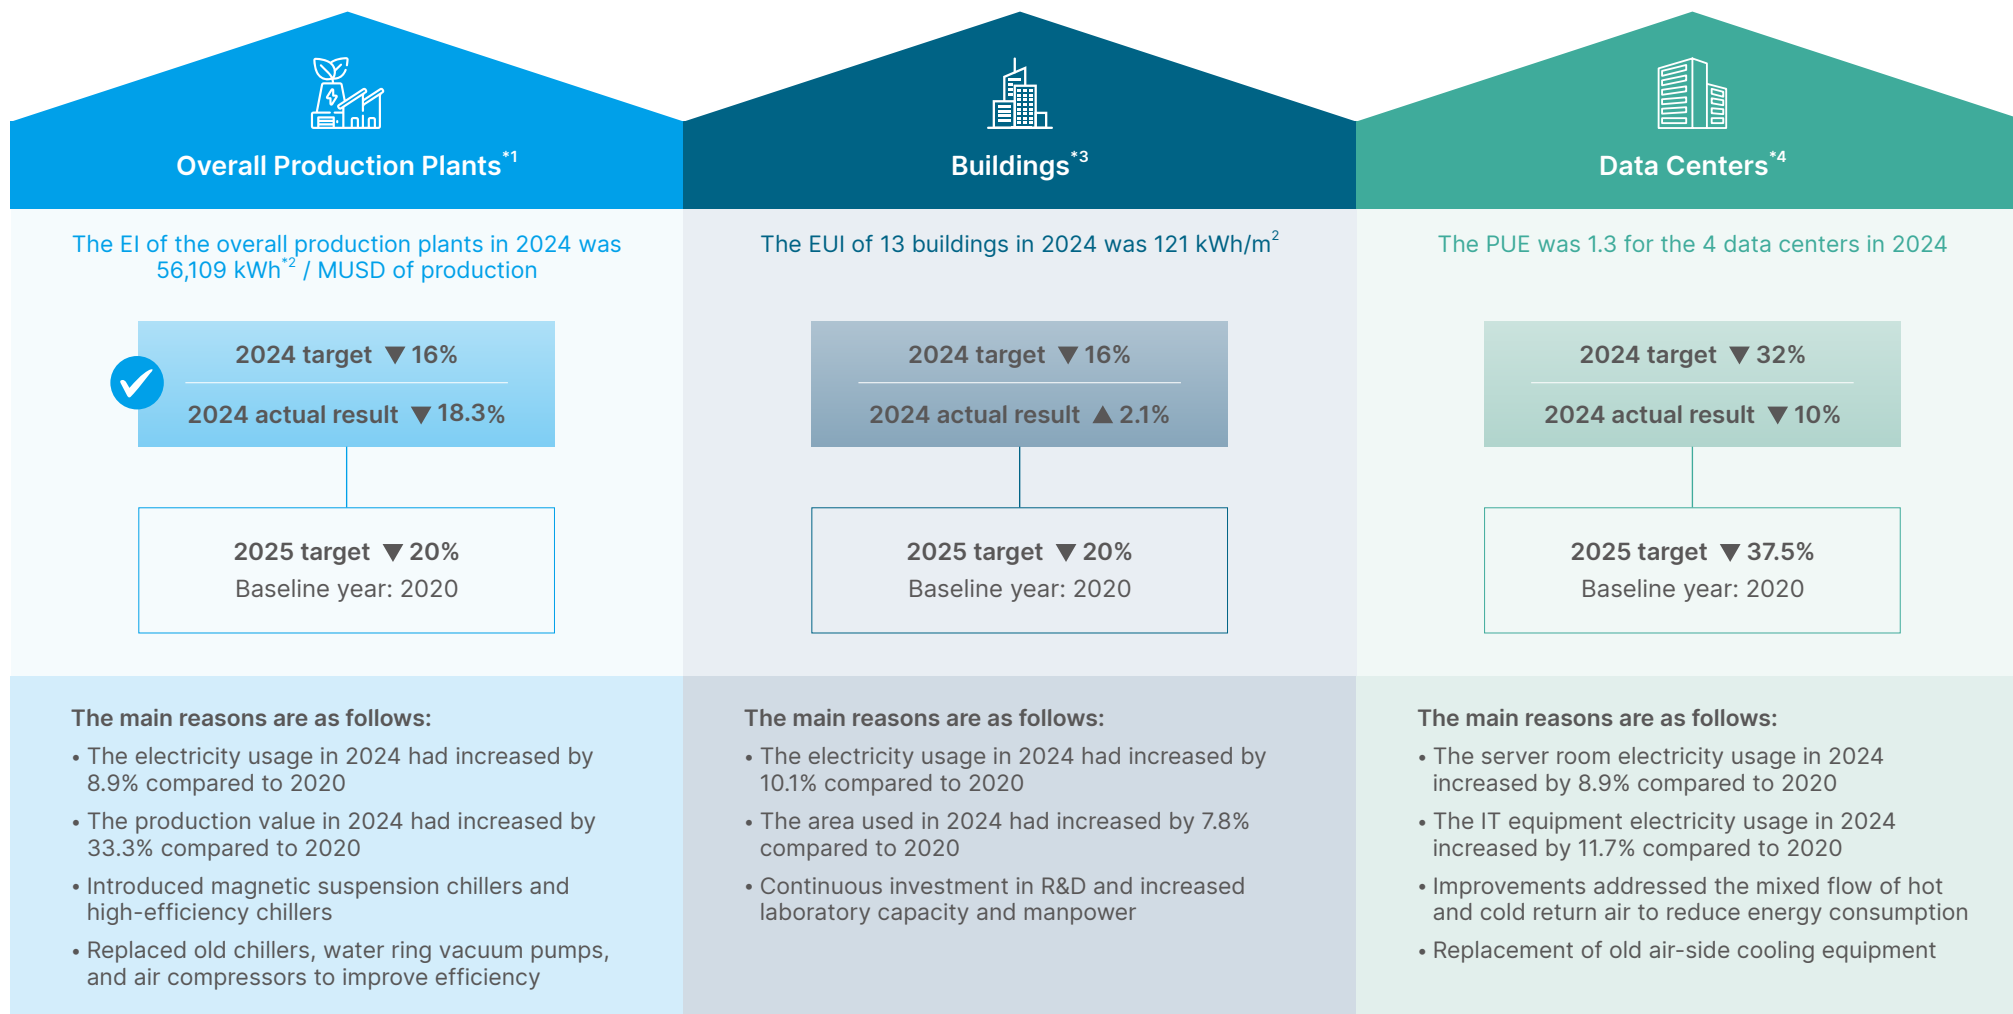 Overall Production Plants*1
The EI of the overall production plants in 2024 was
56,109 kWh*2 / MUSD of production
2024 target ▼ 16%
2024 actual result ▼ 18.3%
2025 target ▼ 20%
Baseline year: 2020
The main reasons are as follows:
• The electricity usage in 2024 had increased by
8.9% compared to 2020
• The production value in 2024 had increased by
33.3% compared to 2020
• Introduced magnetic suspension chillers and
high-efficiency chillers
• Replaced old chillers, water ring vacuum pumps,
and air compressors to improve efficiency
Buildings*3
The EUI of 13 buildings in 2024 was 121 kWh/m2
2024 target ▼ 16%
2024 actual result ▲ 2.1%
2025 target ▼ 20%
Baseline year: 2020
The main reasons are as follows:
• The electricity usage in 2024 had increased by
10.1% compared to 2020
• The area used in 2024 had increased by 7.8%
compared to 2020
• Continuous investment in R&D and increased
laboratory capacity and manpower
Data Centers*4
The PUE was 1.3 for the 4 data centers in 2024
2024 target ▼ 32%
2024 actual result ▼ 10%
2025 target ▼ 37.5%
Baseline year: 2020
The main reasons are as follows:
• The server room electricity usage in 2024
increased by 8.9% compared to 2020
• The IT equipment electricity usage in 2024
increased by 11.7% compared to 2020
• Improvements addressed the mixed flow of hot
and cold return air to reduce energy consumption
• Replacement of old air-side cooling equipment